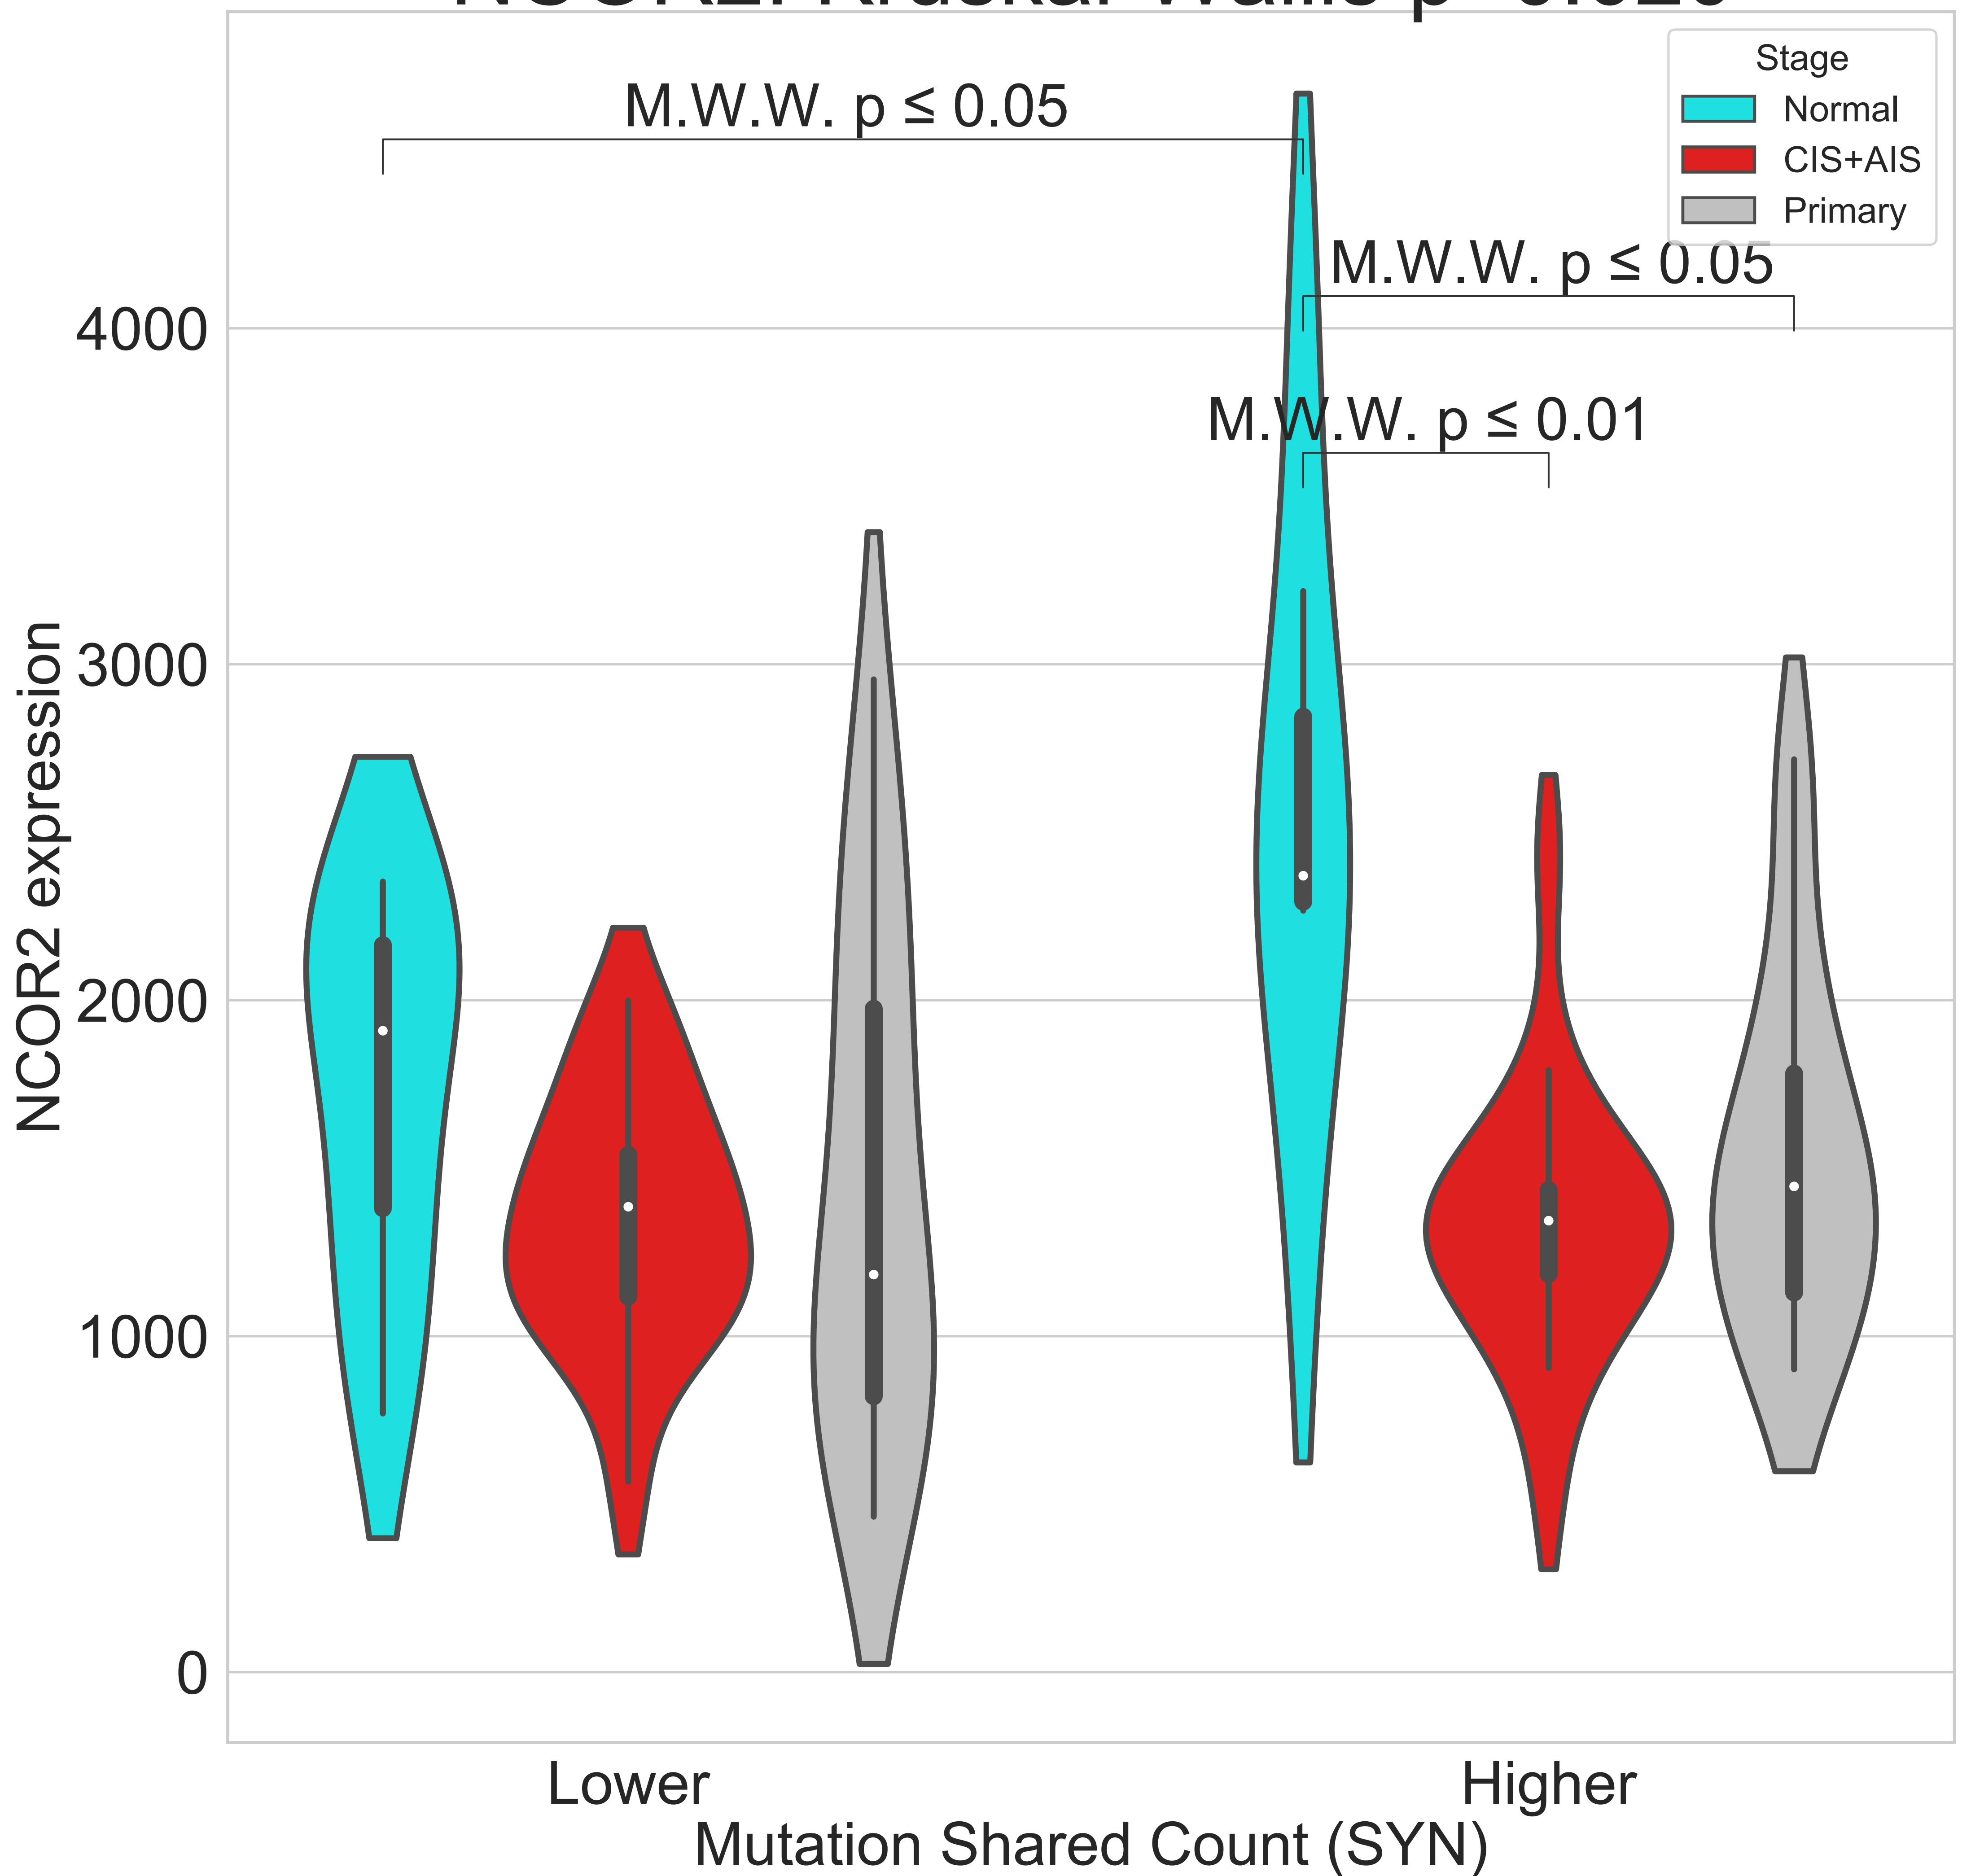 Stage
Normal
CIS+AIS
Primary
M.W.W. p ≤ 0.05
M.W.W. p ≤ 0.05
M.W.W. p ≤ 0.01
NCOR2 expression
4000
3000
2000
1000
0
Lower
Higher
Mutation Shared Count (SYN)